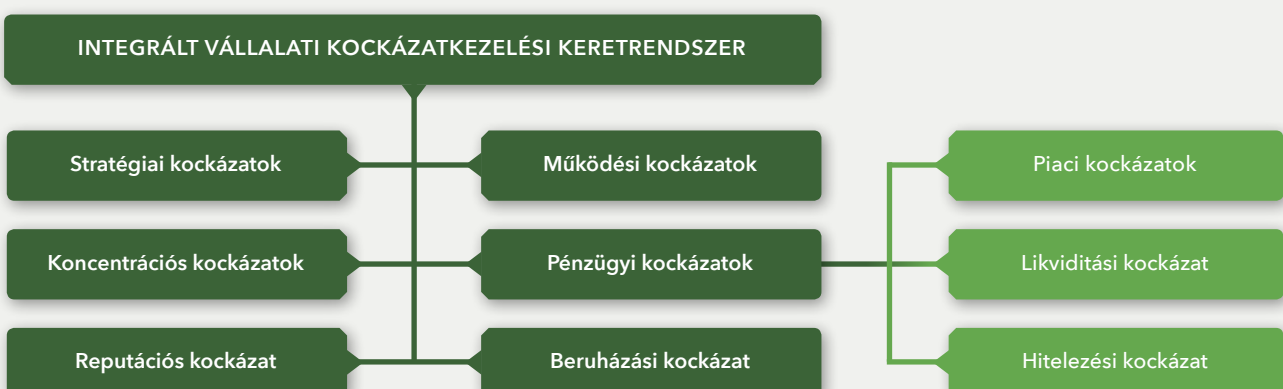 INTEGRÁLT VÁLLALATI KOCKÁZATKEZELÉSI KERETRENDSZER
Stratégiai kockázatok
Működési kockázatok
Piaci kockázatok
Koncentrációs kockázatok
Pénzügyi kockázatok
Likviditási kockázat
Reputációs kockázat
Beruházási kockázat
Hitelezési kockázat